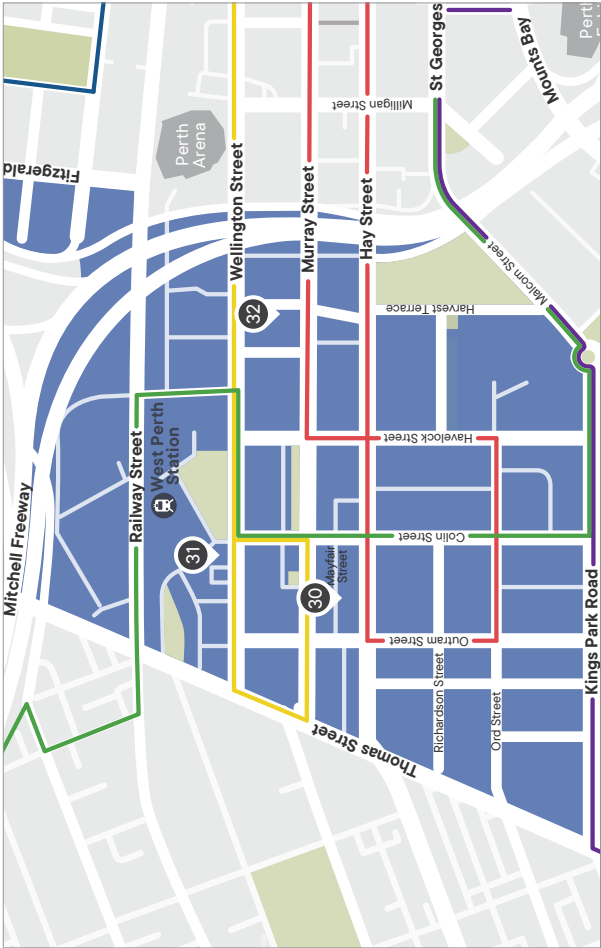 St Georges
Mounts Bay
Perth
Milligan Street
Perth
Arena
Fitzgerald
Wellington Street
Murray Street
Hay Street
Malcom Street
Harvest Terrace
32
Havelock Street
West Perth
Station
Railway Street
Mitchell Freeway
Colin Street
31
Mayfair
Street
30
Outram Street
Kings Park Road
Richardson Street
Ord Street
Thomas Street